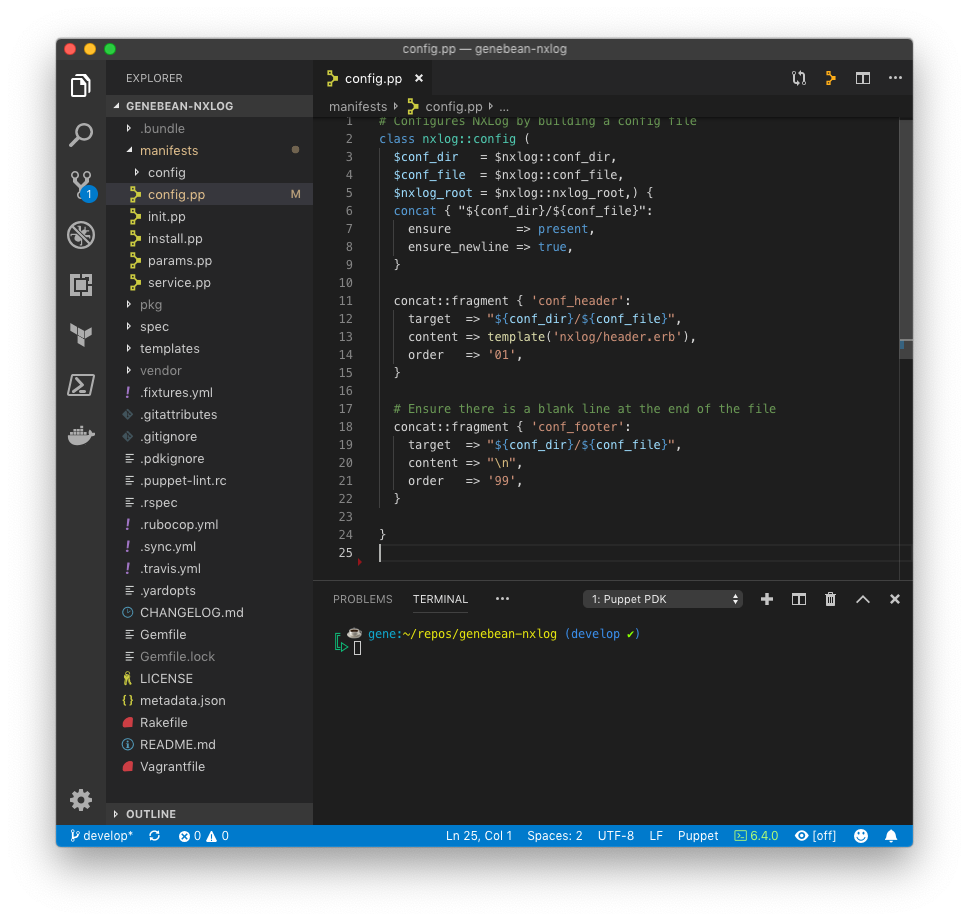 config.pp — genebean-nxlog
EXPLORER
GENEBEAN-NXLOG
.bundle
manifests
config
config.pp M
init.pp
install.pp
params.pp
service.pp
pkg
spec
templates
vendor
! .fixtures.yml
.gitattributes
.gitignore
.pdkignore
.puppet-lint.rc
.rspec
! .rubocop.yml
! .sync.yml
! .travis.yml
.yardopts
CHANGELOG.md
Gemfile
Gemfile.lock
LICENSE
{} metadata.json
Rakefile
README.md
Vagrantfile
OUTLINE
1
config.pp ×
manifests config.pp ...
1 # Configures NXLog by building a config file
2 class nxlog::config (
3   $conf_dir   = $nxlog::conf_dir,
4   $conf_file  = $nxlog::conf_file,
5   $nxlog_root = $nxlog::nxlog_root,) {
6   concat { "${conf_dir}/${conf_file}":
7     ensure         => present,
8     ensure_newline => true,
9   }
10
11   concat::fragment { 'conf_header':
12     target  => "${conf_dir}/${conf_file}",
13     content => template('nxlog/header.erb'),
14     order   => '01',
15   }
16
17   # Ensure there is a blank line at the end of the file
18   concat::fragment { 'conf_footer':
19     target  => "${conf_dir}/${conf_file}",
20     content => "\n",
21     order   => '99',
22   }
23
24 }
25
PROBLEMS TERMINAL ... 1: Puppet PDK
gene:~/repos/genebean-nxlog (develop ✔)
develop* 0 0 Ln 25, Col 1 Spaces: 2 UTF-8 LF Puppet 6.4.0 [off]